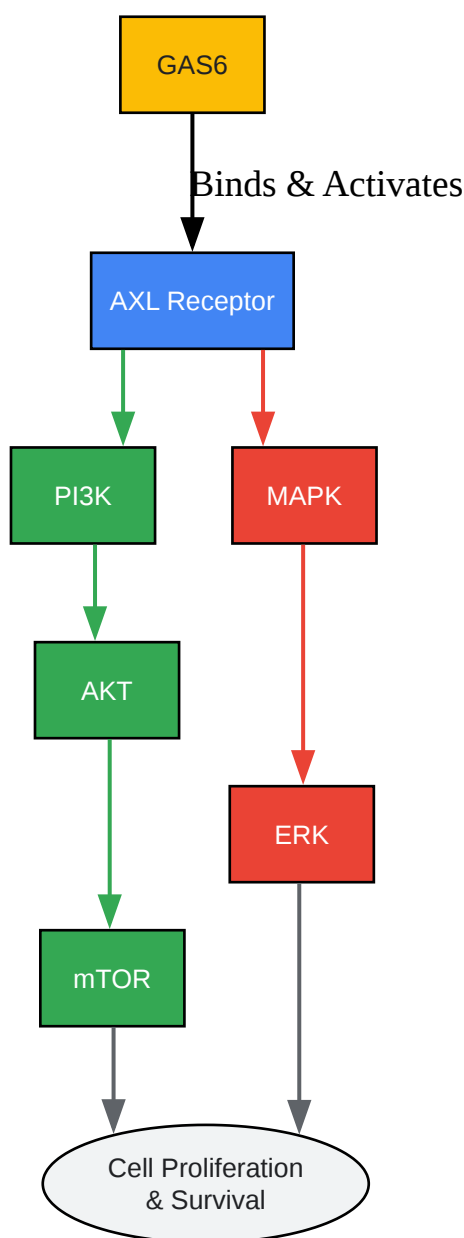 GAS6
Binds & Activates
AXL Receptor
PI3K
MAPK
AKT
ERK
mTOR
Cell Proliferation
& Survival